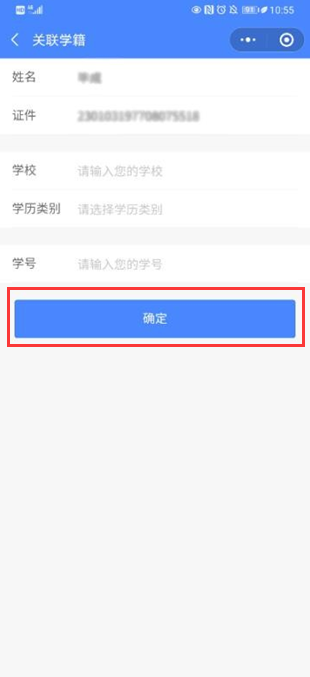 10:55
关联学籍
姓名
证件
学校 请输入您的学校
学历类别 请选择学历类别
学号 请输入您的学号
确定